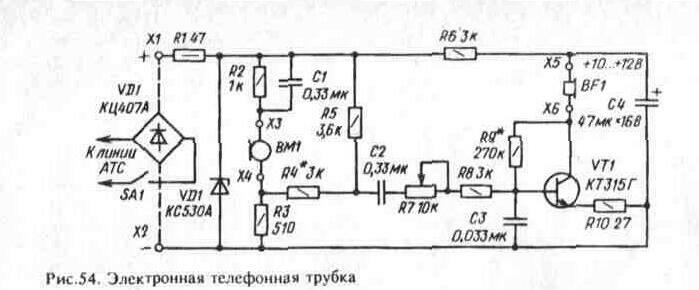 X1
+
R1 47
VД1
КЦ407А
К линии
АТС
SA1
X2
−
VД1
КС530А
R2
1к
C1
0,33мк
X3
BM1
X4
R3
510
R4* 3к
R5
3,6к
C2
0,33мк
R7 10к
R6 3к
R8 3к
R9*
270к
C3
0,033мк
X5
+10...+12В
BF1
X6
C4
+
47мк×16В
VT1
КТ315Г
R10 27
Рис.54. Электронная телефонная трубка